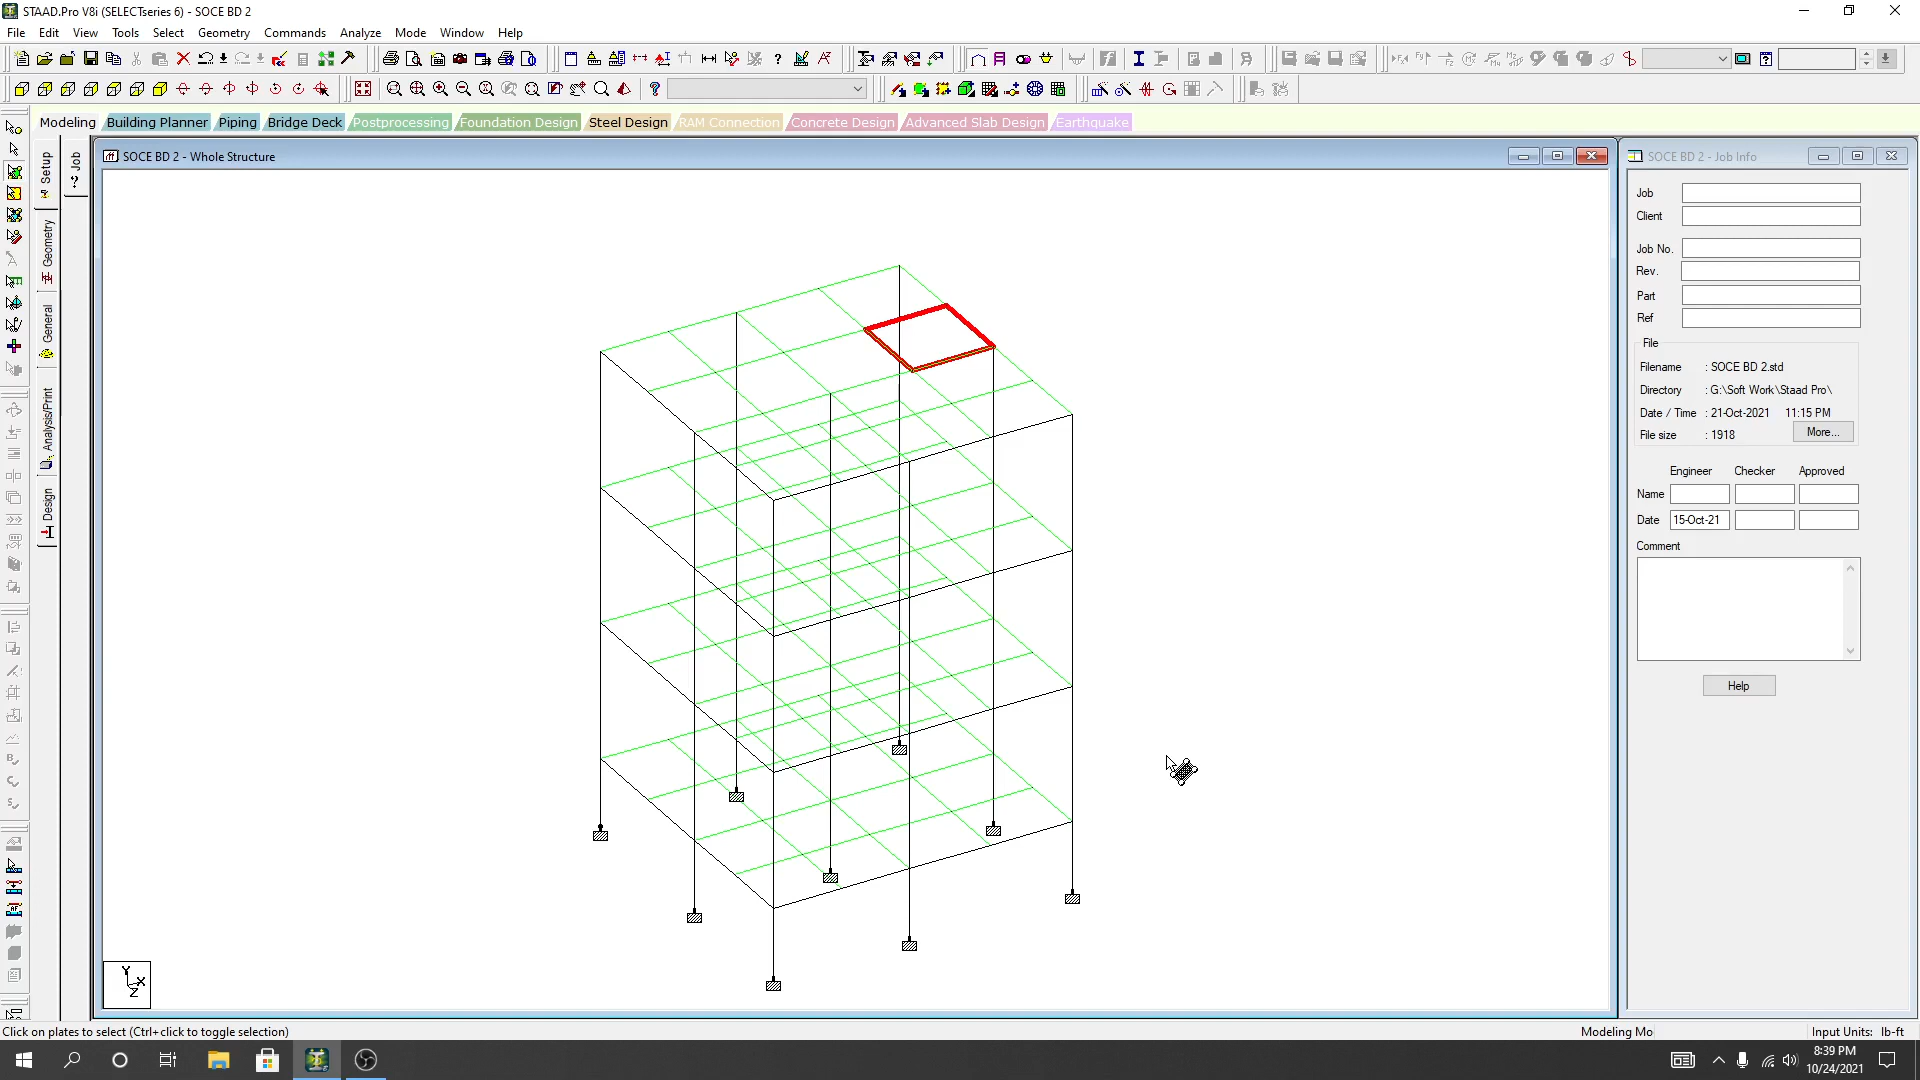 STAAD.Pro V8i (SELECTseries 6) - SOCE BD 2
File Edit View Tools Select Geometry Commands Analyze Mode Window Help
Modeling Building Planner Piping Bridge Deck Postprocessing Foundation Design Steel Design RAM Connection Concrete Design Advanced Slab Design Earthquake
Setup
Geometry
General
Analysis/Print
Design
Job
SOCE BD 2 - Whole Structure
Y
X
Z
SOCE BD 2 - Job Info
Job
Client
Job No.
Rev.
Part
Ref
File
Filename : SOCE BD 2.std
Directory : G:\Soft Work\Staad Pro\
Date / Time : 21-Oct-2021 11:15 PM
File size : 1918 More...
Engineer Checker Approved
Name
Date 15-Oct-21
Comment
Help
Click on plates to select (Ctrl+click to toggle selection) Modeling Mo Input Units: lb-ft
8:39 PM
10/24/2021